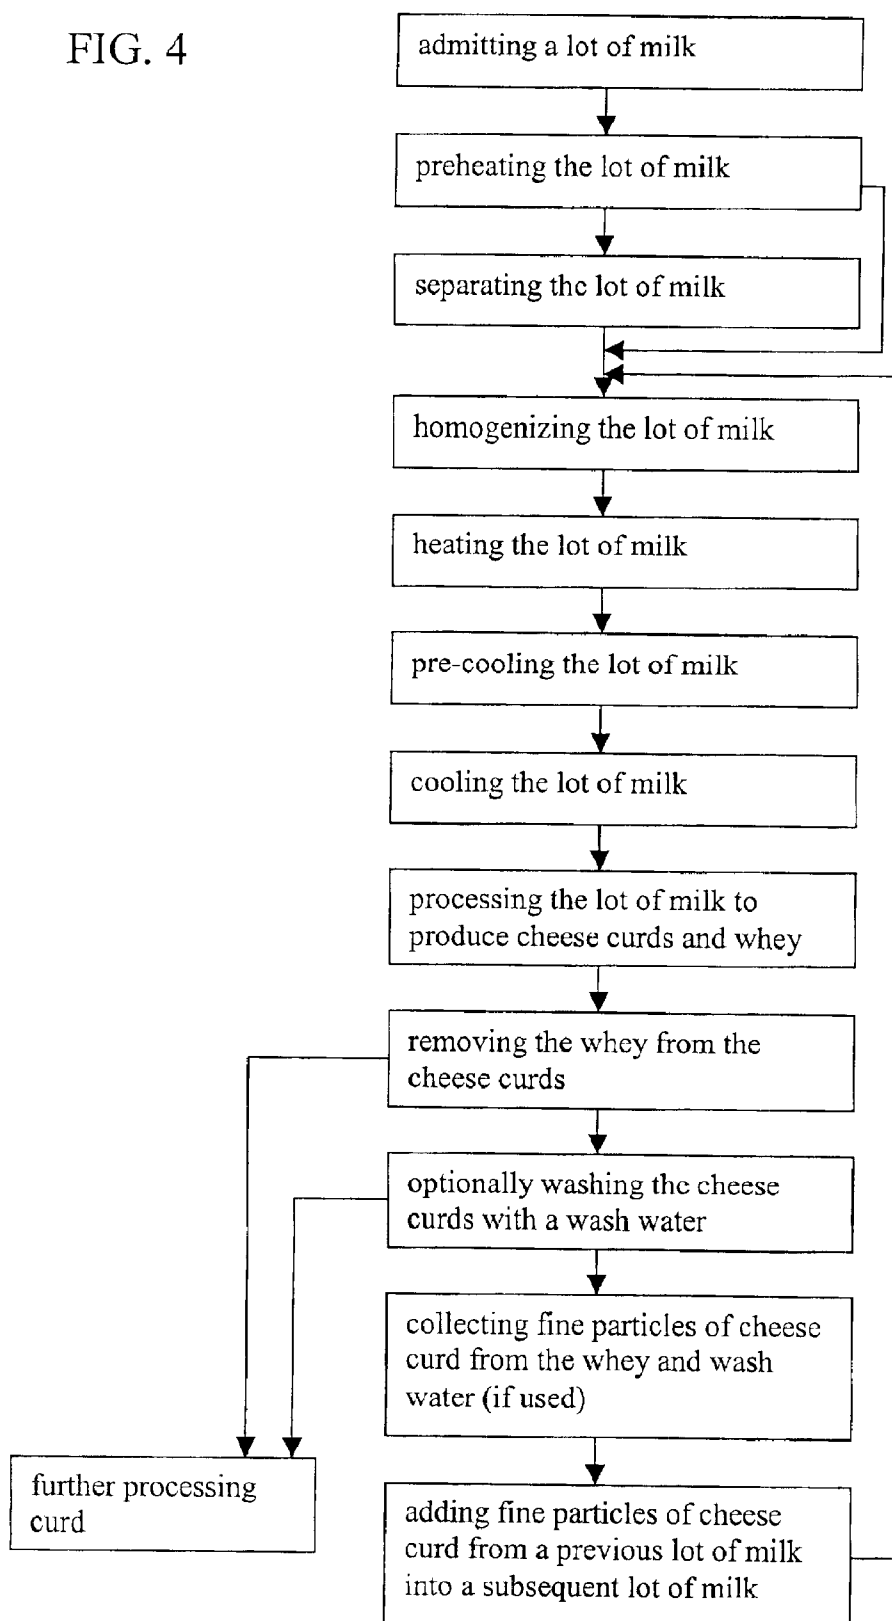 FIG. 4
admitting a lot of milk
preheating the lot of milk
separating the lot of milk
homogenizing the lot of milk
heating the lot of milk
pre-cooling the lot of milk
cooling the lot of milk
processing the lot of milk to
produce cheese curds and whey
removing the whey from the
cheese curds
optionally washing the cheese
curds with a wash water
collecting fine particles of cheese
curd from the whey and wash
water (if used)
further processing
curd
adding fine particles of cheese
curd from a previous lot of milk
into a subsequent lot of milk